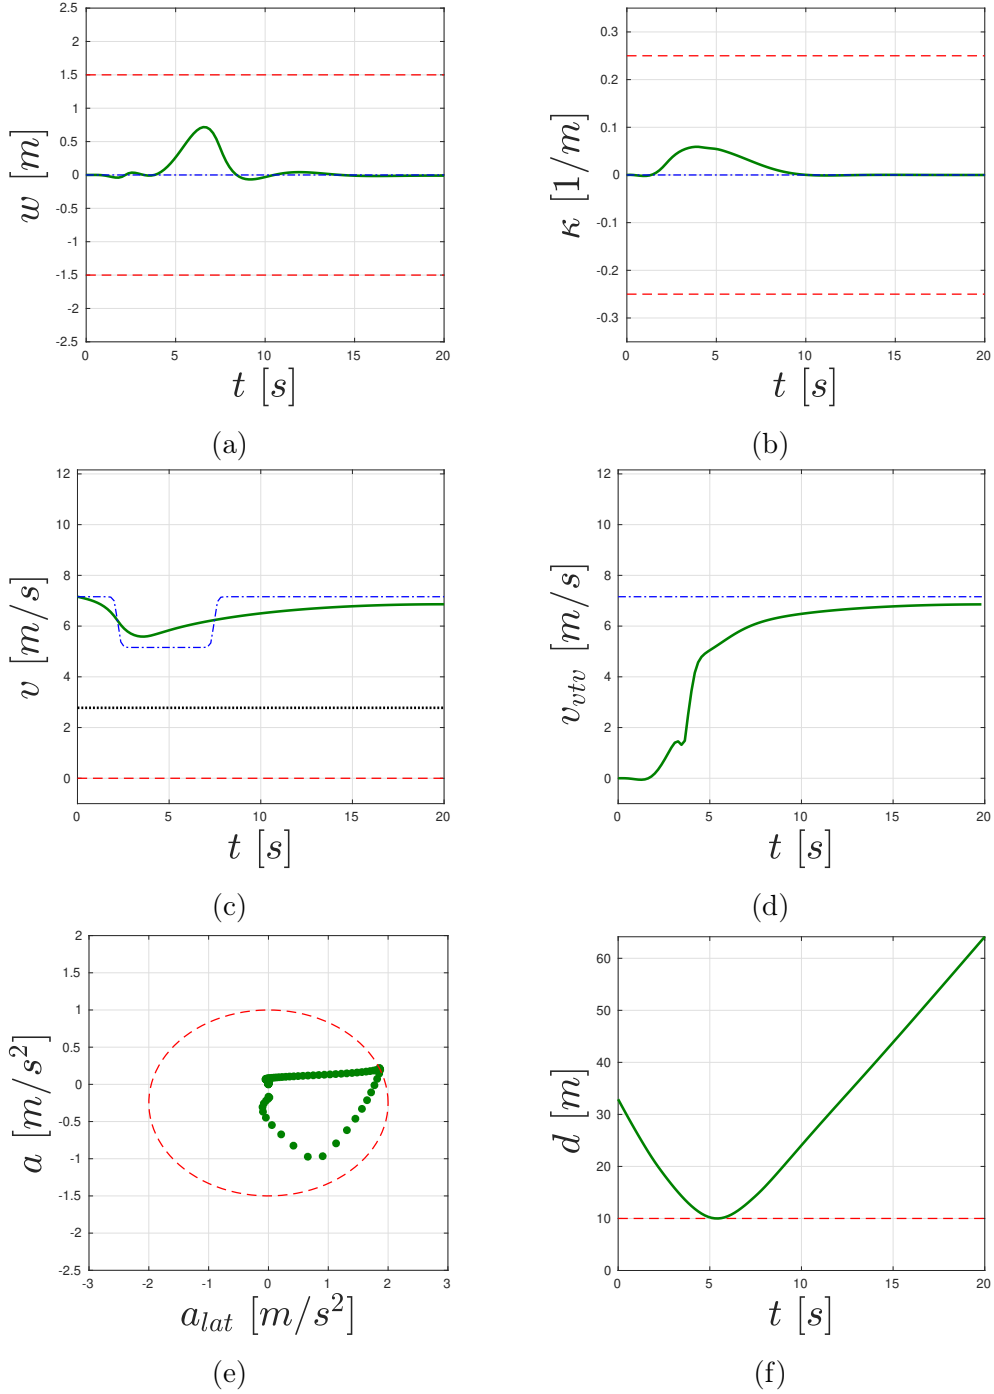 2.5
2
1.5
1
0.5
0
-0.5
-1
-1.5
-2
-2.5
0 5 10 15 20
w [m]
t [s]
(a)
0.3
0.2
0.1
0
-0.1
-0.2
-0.3
0 5 10 15 20
κ [1/m]
t [s]
(b)
12
10
8
6
4
2
0
0 5 10 15 20
v [m/s]
t [s]
(c)
12
10
8
6
4
2
0
0 5 10 15 20
v_{vtv} [m/s]
t [s]
(d)
2
1.5
1
0.5
0
-0.5
-1
-1.5
-2
-2.5
-3 -2 -1 0 1 2 3
a [m/s²]
a_{lat} [m/s²]
(e)
60
50
40
30
20
10
0
0 5 10 15 20
d [m]
t [s]
(f)